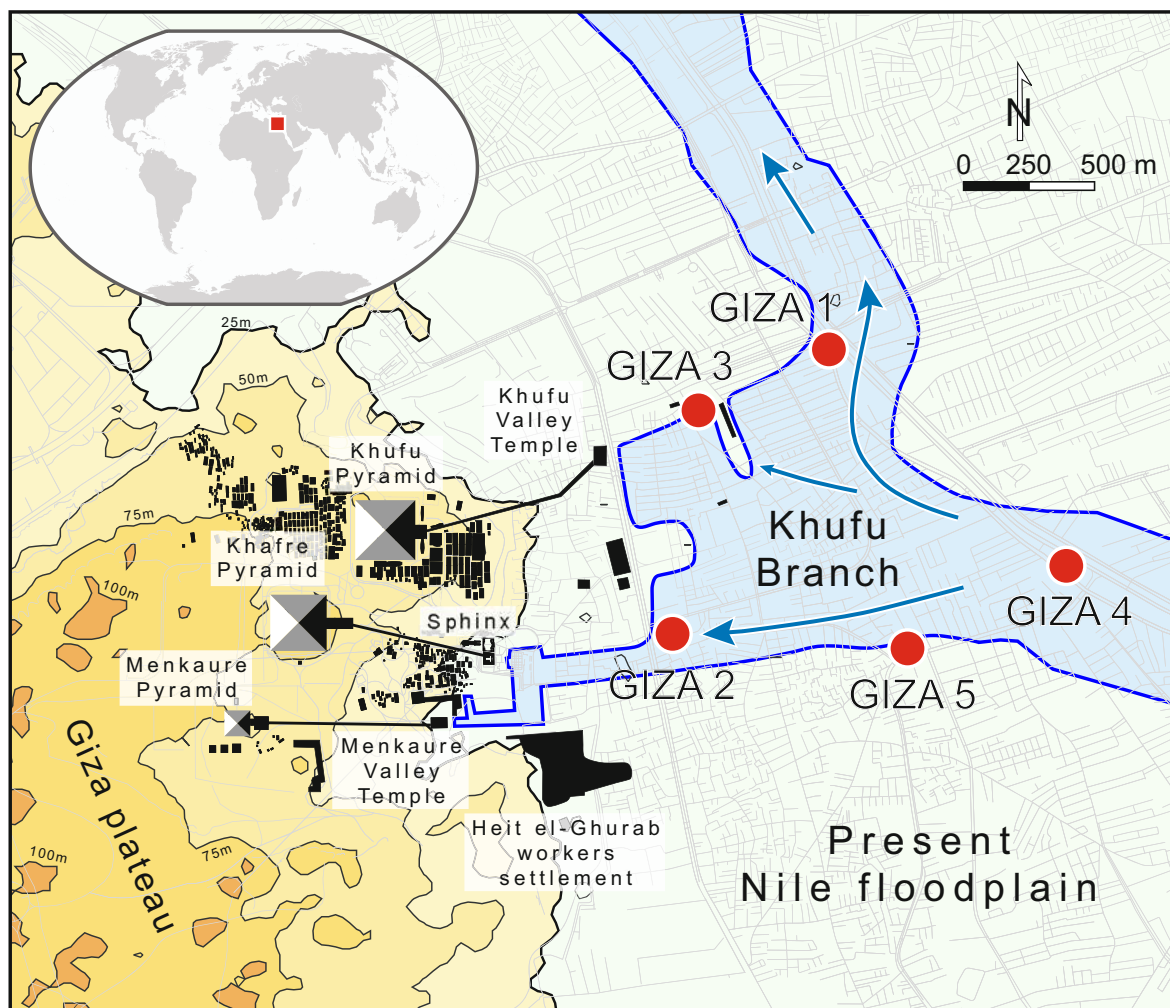 N
0 250 500 m
GIZA 1
25m
GIZA 3
50m
Khufu
Valley
Temple
Khufu
Pyramid
75m
Khafre
Pyramid
Khufu
Branch
100m
GIZA 4
Sphinx
Menkaure
Pyramid
GIZA 2
GIZA 5
Menkaure
Valley
Temple
Giza plateau
Heit el-Ghurab
workers
settlement
Present
Nile floodplain
100m
75m